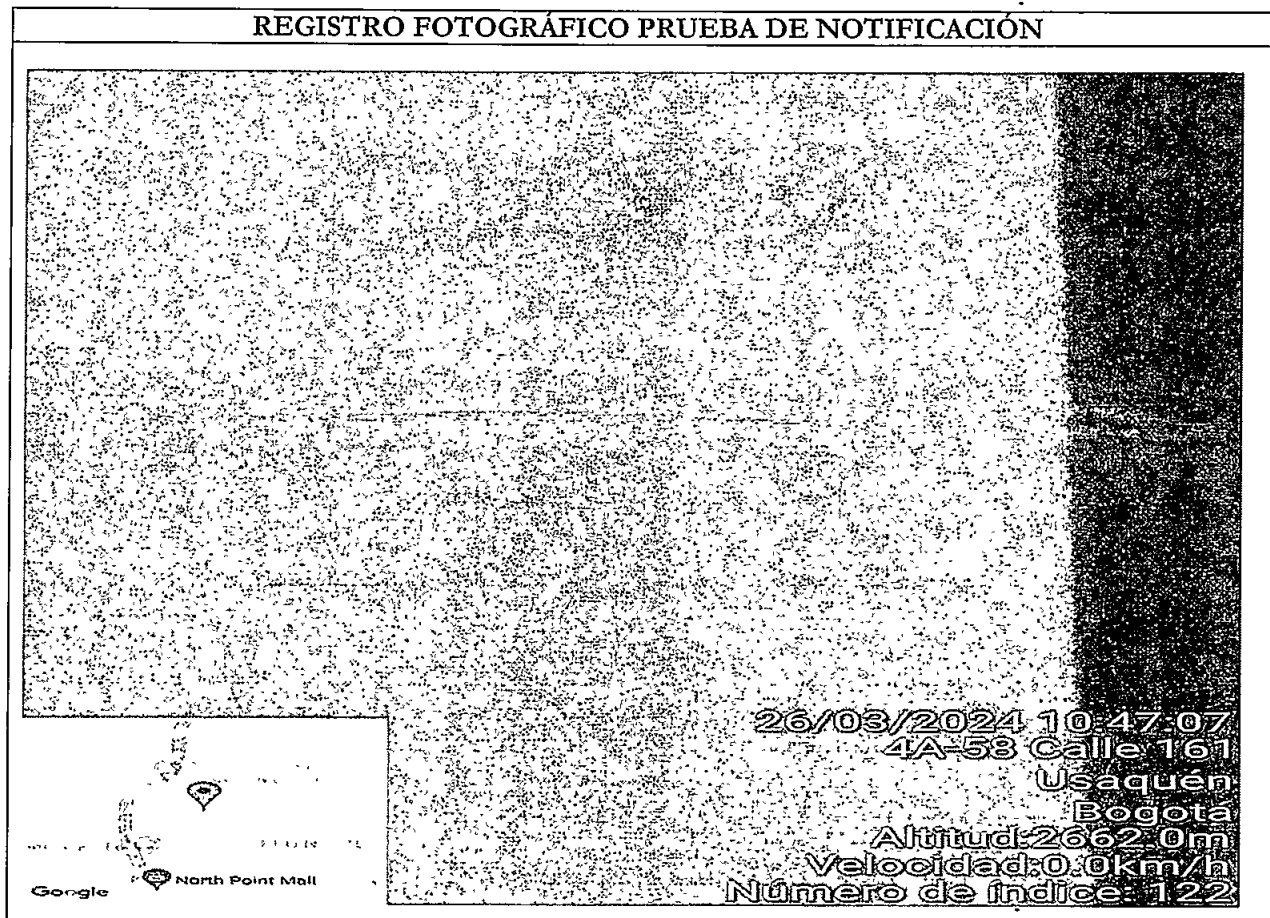 REGISTRO FOTOGRÁFICO PRUEBA DE NOTIFICACIÓN
26/03/2024 10:47:07
4A-58 Calle 161
Usaquén
Bogotá
Altitud:2662.0m
Velocidad:0.0km/h
Número de índice: 122
Google
North Point Mall